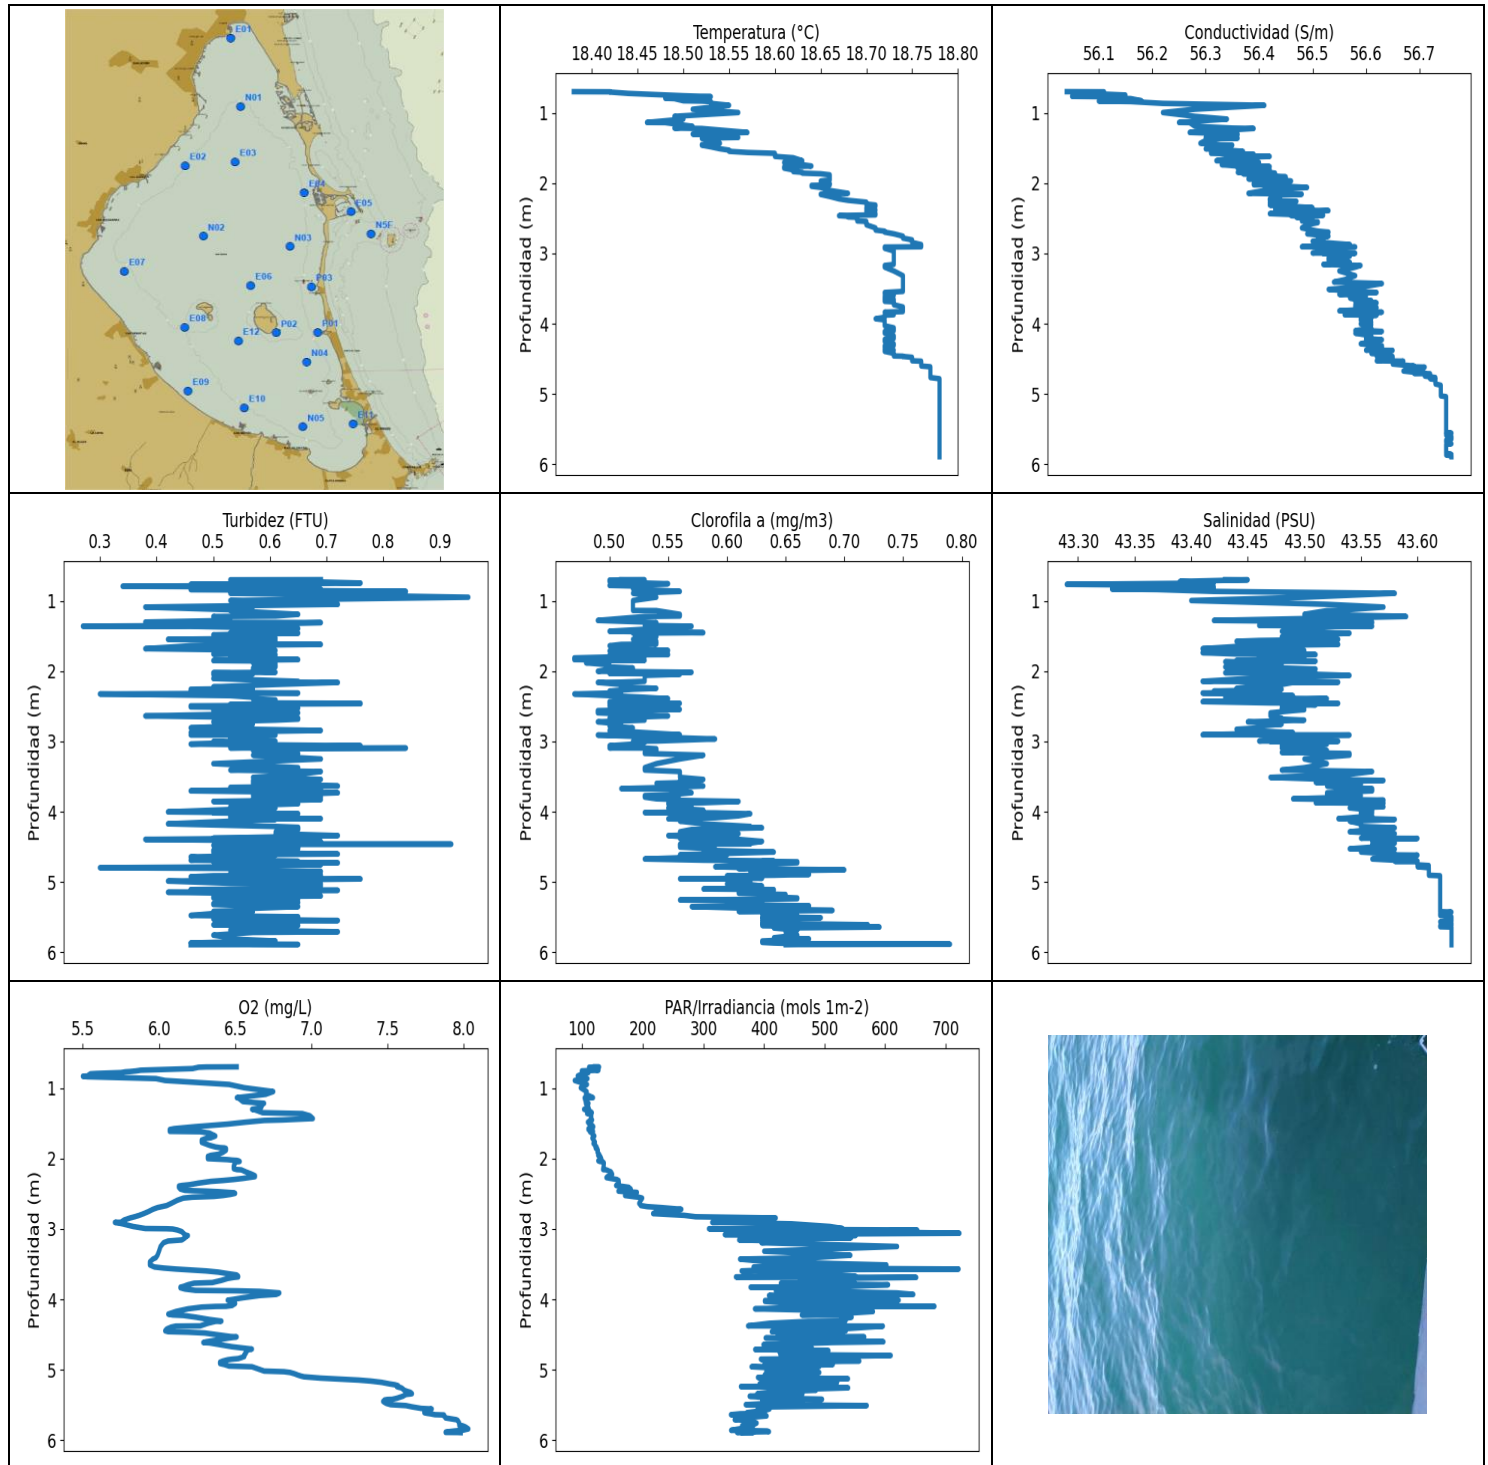 E01
N01
E02
E03
E04
E05
N5F
N02
N03
E07
E06
P03
E08
E12
P02
P01
N04
E09
E10
N05
E11
Temperatura (°C)
18.40 18.45 18.50 18.55 18.60 18.65 18.70 18.75 18.80
Profundidad (m)
1
2
3
4
5
6
Conductividad (S/m)
56.1 56.2 56.3 56.4 56.5 56.6 56.7
Profundidad (m)
1
2
3
4
5
6
Turbidez (FTU)
0.3 0.4 0.5 0.6 0.7 0.8 0.9
Profundidad (m)
1
2
3
4
5
6
Clorofila a (mg/m3)
0.50 0.55 0.60 0.65 0.70 0.75 0.80
Profundidad (m)
1
2
3
4
5
6
Salinidad (PSU)
43.30 43.35 43.40 43.45 43.50 43.55 43.60
Profundidad (m)
1
2
3
4
5
6
O2 (mg/L)
5.5 6.0 6.5 7.0 7.5 8.0
Profundidad (m)
1
2
3
4
5
6
PAR/Irradiancia (mols 1m-2)
100 200 300 400 500 600 700
Profundidad (m)
1
2
3
4
5
6